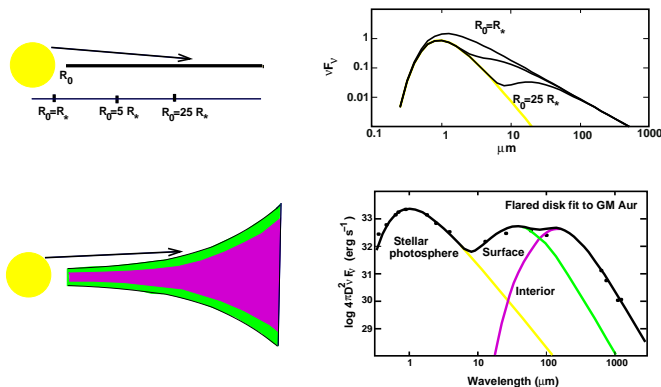 R₀
R₀=R* R₀=5 R* R₀=25 R*
νFν
1
0.1
0.01
R₀=R*
R₀=25 R*
0.1 1 10 100 1000
μm
Flared disk fit to GM Aur
log 4πD²ν Fν (erg s⁻¹)
33
32
31
30
29
Stellar
photosphere
Surface
Interior
1 10 100 1000
Wavelength (μm)